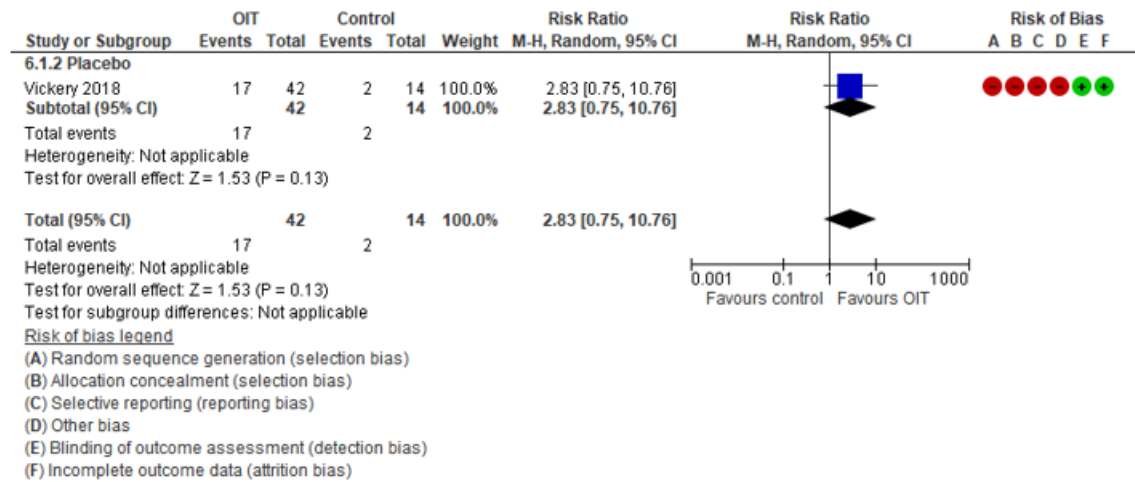 OIT Control Risk Ratio Risk Ratio Risk of Bias
Study or Subgroup Events Total Events Total Weight M-H, Random, 95% CI M-H, Random, 95% CI A B C D E F
6.1.2 Placebo
Vickery 2018 17 42 2 14 100.0% 2.83 [0.75, 10.76] - - - - + +
Subtotal (95% CI) 42 14 100.0% 2.83 [0.75, 10.76]
Total events 17 2
Heterogeneity: Not applicable
Test for overall effect: Z = 1.53 (P = 0.13)
Total (95% CI) 42 14 100.0% 2.83 [0.75, 10.76]
Total events 17 2
Heterogeneity: Not applicable
Test for overall effect: Z = 1.53 (P = 0.13)
Test for subgroup differences: Not applicable
0.001 0.1 1 10 1000
Favours control Favours OIT
Risk of bias legend
(A) Random sequence generation (selection bias)
(B) Allocation concealment (selection bias)
(C) Selective reporting (reporting bias)
(D) Other bias
(E) Blinding of outcome assessment (detection bias)
(F) Incomplete outcome data (attrition bias)